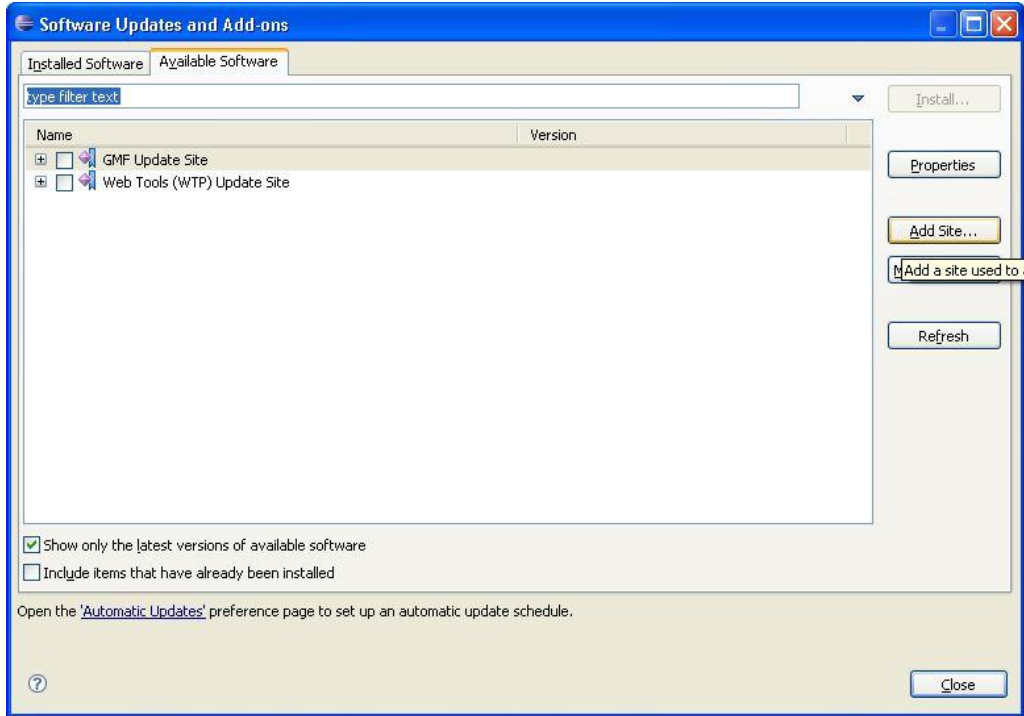 Software Updates and Add-ons
Installed Software
Available Software
type filter text
Install...
Name
Version
GMF Update Site
Web Tools (WTP) Update Site
Properties
Add Site...
Add a site used to
Refresh
Show only the latest versions of available software
Include items that have already been installed
Open the 'Automatic Updates' preference page to set up an automatic update schedule.
?
Close